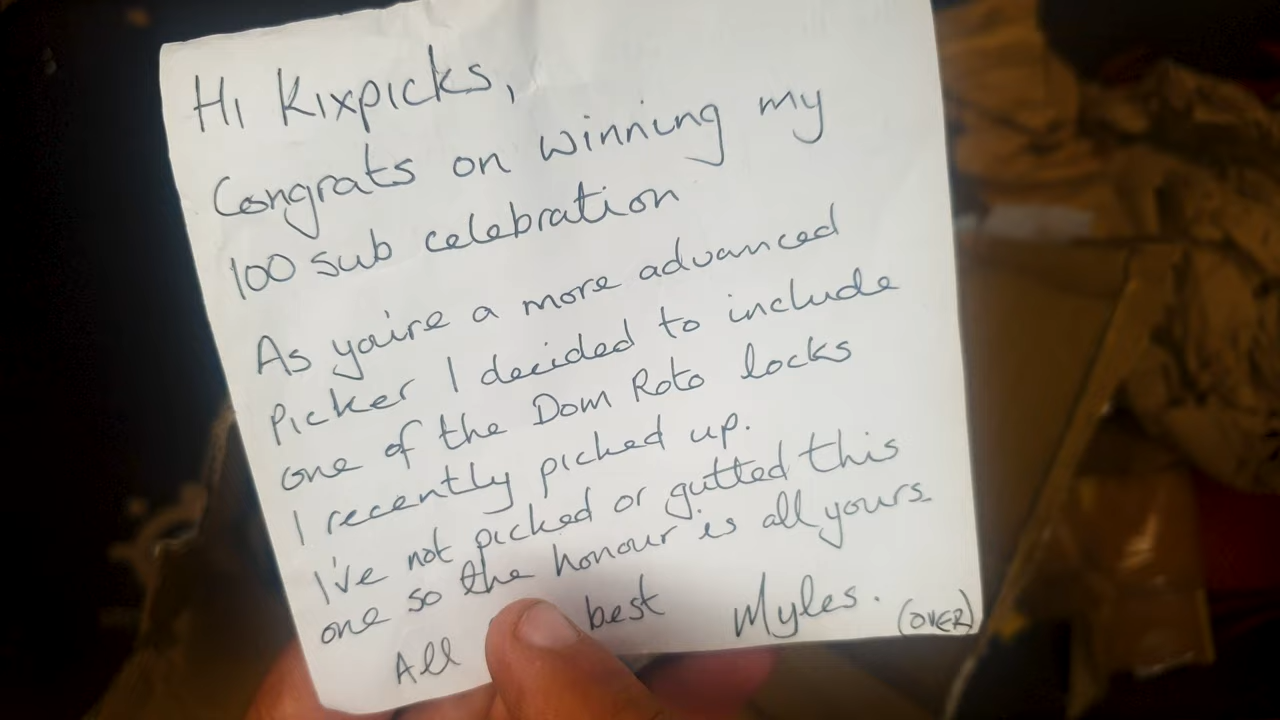 Hi Kixpicks,
Congrats on winning my
100 sub celebration
As you're a more advanced
Picker I decided to include
one of the Dom Roto locks
I recently picked up.
I've not picked or gutted this
one so the honour is all yours
All best Myles.
(OVER)